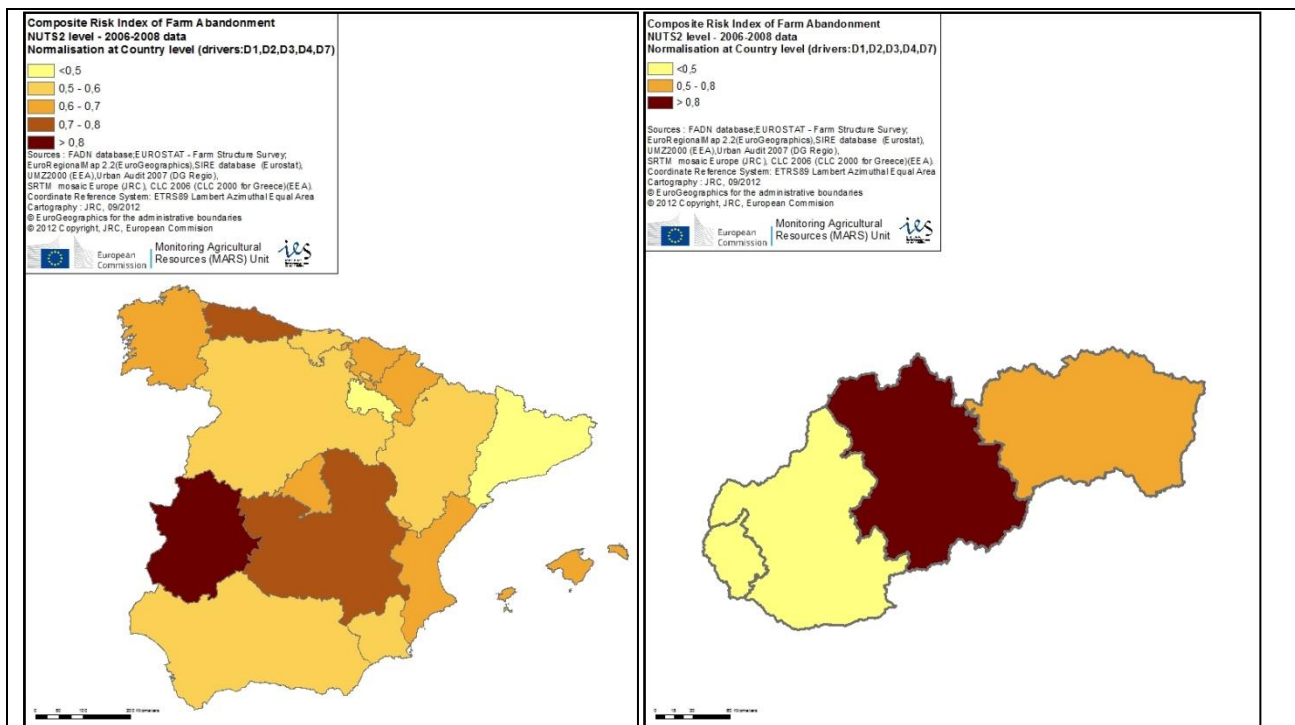 Composite Risk Index of Farm Abandonment
NUTS2 level - 2006-2008 data
Normalisation at Country level (drivers:D1,D2,D3,D4,D7)
<0,5
0,5 - 0,6
0,6 - 0,7
0,7 - 0,8
> 0,8
Sources : FADN database;EUROSTAT - Farm Structure Survey;
EuroRegionalMap 2.2(EuroGeographics),SIRE database (Eurostat),
UMZ2000 (EEA),Urban Audit 2007 (DG Regio),
SRTM mosaic Europe (JRC), CLC 2006 (CLC 2000 for Greece)(EEA).
Coordinate Reference System: ETRS89 Lambert Azimuthal Equal Area
Cartography : JRC, 09/2012
© EuroGeographics for the administrative boundaries
© 2012 Copyright, JRC, European Commision
European
Commission
Monitoring Agricultural
Resources (MARS) Unit
ies
Composite Risk Index of Farm Abandonment
NUTS2 level - 2006-2008 data
Normalisation at Country level (drivers:D1,D2,D3,D4,D7)
<0,5
0,5 - 0,8
> 0,8
Sources : FADN database;EUROSTAT - Farm Structure Survey;
EuroRegionalMap 2.2(EuroGeographics),SIRE database (Eurostat),
UMZ2000 (EEA),Urban Audit 2007 (DG Regio),
SRTM mosaic Europe (JRC), CLC 2006 (CLC 2000 for Greece)(EEA).
Coordinate Reference System: ETRS89 Lambert Azimuthal Equal Area
Cartography : JRC, 09/2012
© EuroGeographics for the administrative boundaries
© 2012 Copyright, JRC, European Commision
European
Commission
Monitoring Agricultural
Resources (MARS) Unit
ies